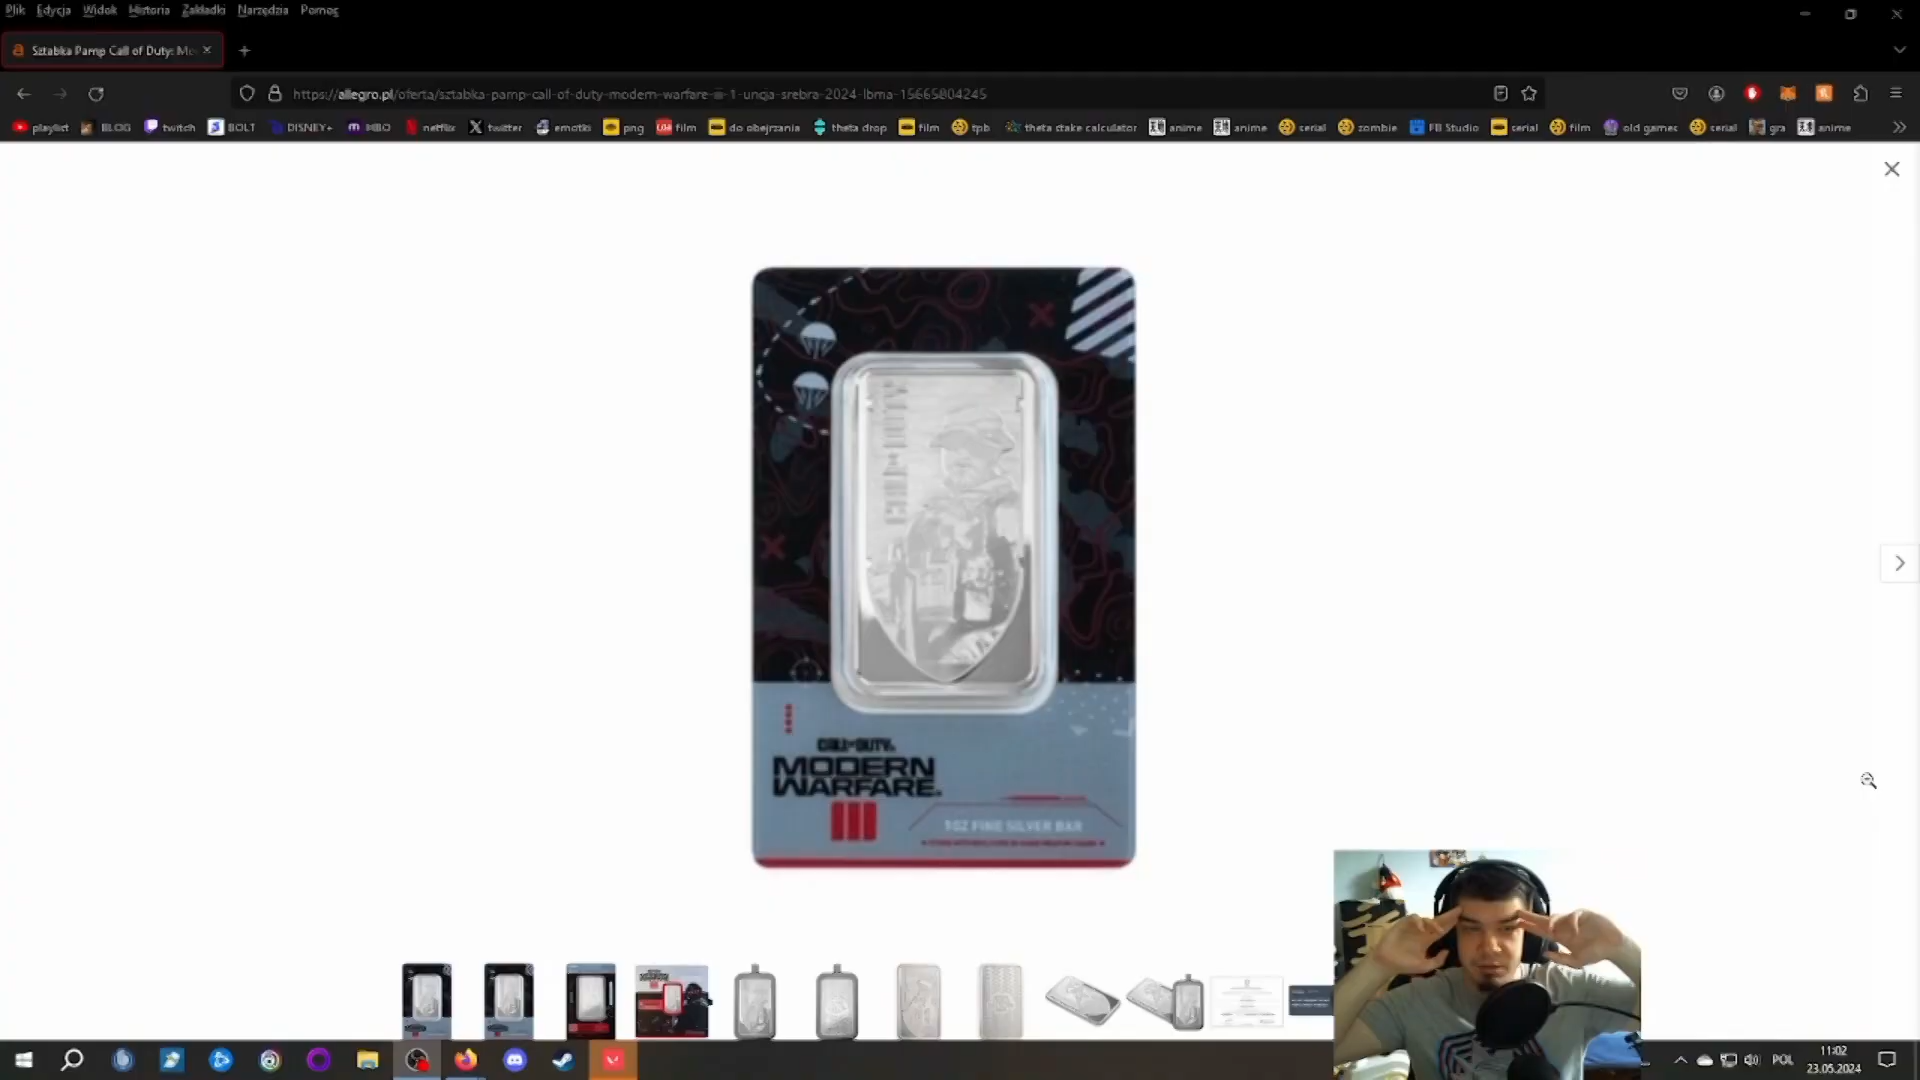 Plik Edycja Widok Historia Zakładki Narzędzia Pomoc
Sztabka Pamp Call of Duty: Mo
https://allegro.pl/oferta/sztabka-pamp-call-of-duty-modern-warfare-iii-1-uncja-srebra-2024-lbma-15665804245
playlist BLOG twitch BOLT DISNEY+ HBO netflix twitter emotki png film do obejrzania theta drop film tpb theta stake calculator anime anime serial zombie FB Studio serial film old games serial gra anime
CALL OF DUTY
CALL OF DUTY.
MODERN
WARFARE.
III
1OZ FINE SILVER BAR
POL
11:02
23.05.2024